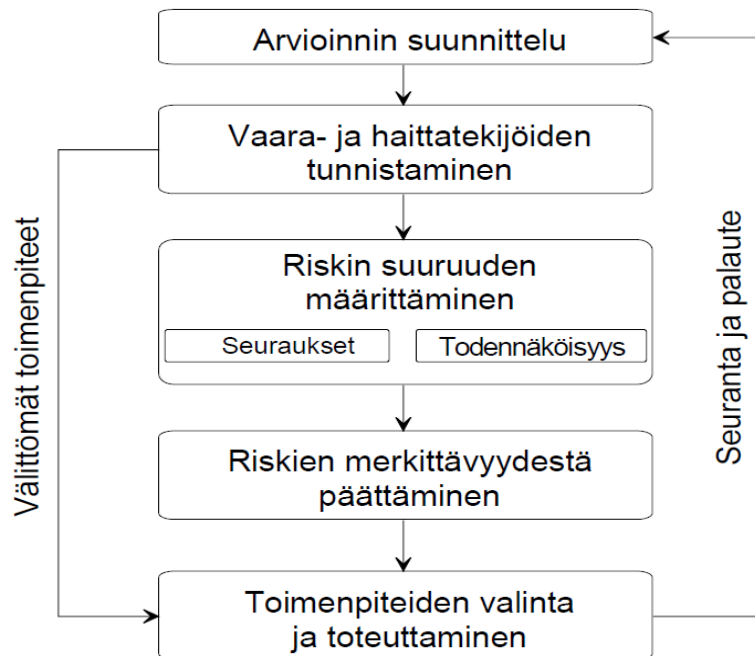 Arvioinnin suunnittelu
Vaara- ja haittatekijöiden
tunnistaminen
Riskin suuruuden
määrittäminen
Seuraukset
Todennäköisyys
Riskien merkittävyydestä
päättäminen
Toimenpiteiden valinta
ja toteuttaminen
Välittömät toimenpiteet
Seuranta ja palaute